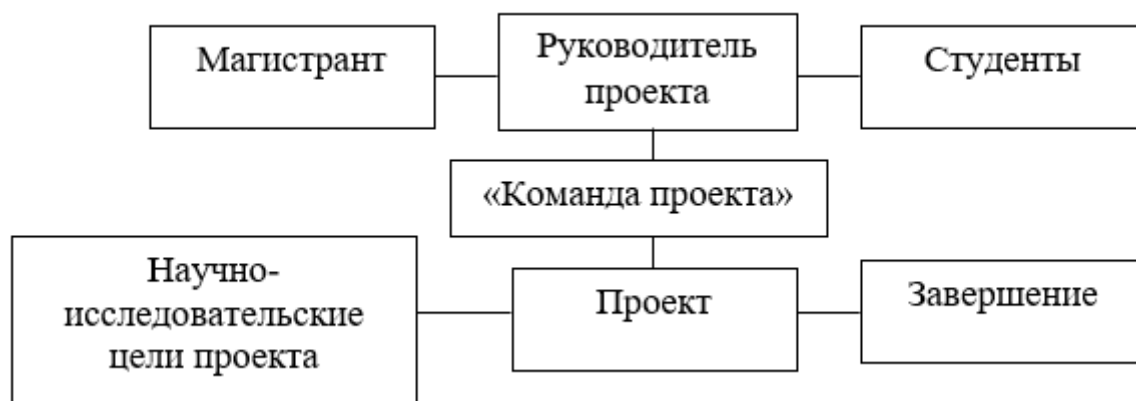 Магистрант
Руководитель
проекта
Студенты
«Команда проекта»
Научно-
исследовательские
цели проекта
Проект
Завершение